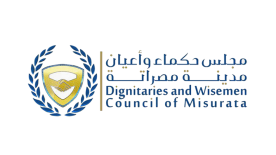 مجلس حكماء وأعيان
مدينة مصراتة
Dignitaries and Wisemen
Council of Misurata